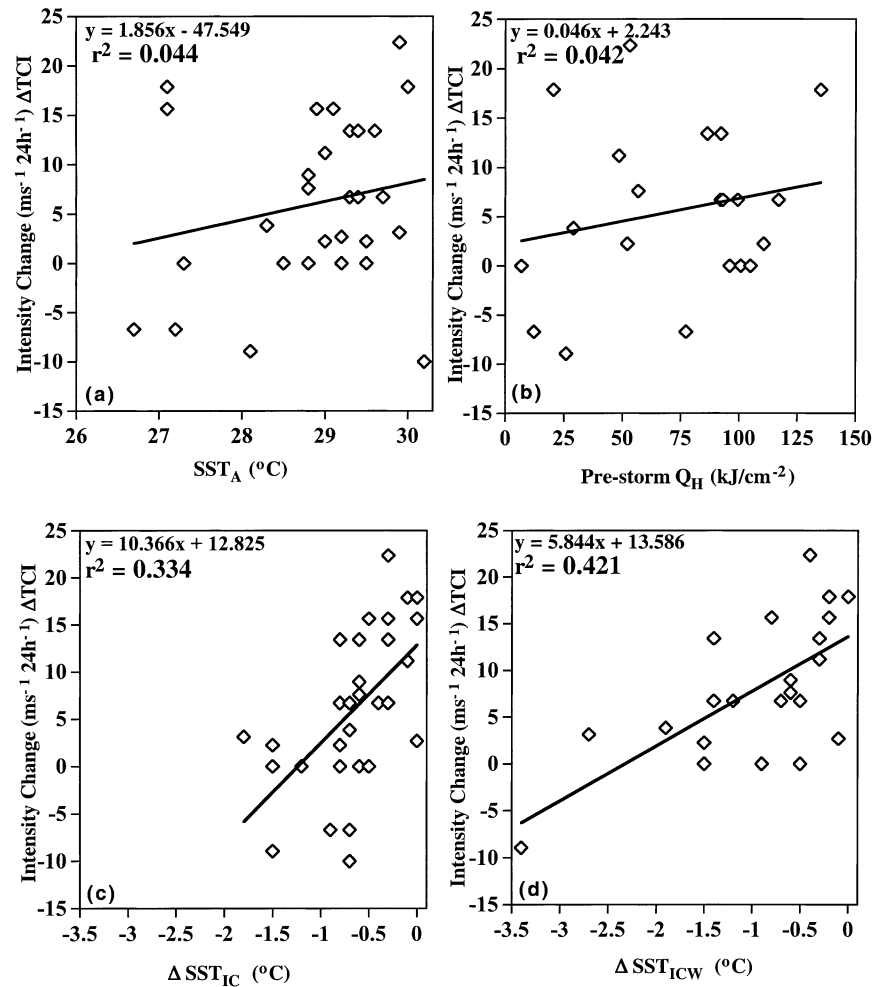 y = 1.856x - 47.549
r² = 0.044
Intensity Change (ms⁻¹ 24h⁻¹) ΔTCI
25
20
15
10
5
0
-5
-10
-15
(a)
26 27 28 29 30
SST_A (°C)
y = 0.046x + 2.243
r² = 0.042
Intensity Change (ms⁻¹ 24h⁻¹) ΔTCI
25
20
15
10
5
0
-5
-10
-15
(b)
0 25 50 75 100 125 150
Pre-storm Q_H (kJ/cm⁻²)
y = 10.366x + 12.825
r² = 0.334
Intensity Change (ms⁻¹ 24h⁻¹) ΔTCI
25
20
15
10
5
0
-5
-10
-15
(c)
-3.5 -3 -2.5 -2 -1.5 -1 -0.5 0
Δ SST_IC (°C)
y = 5.844x + 13.586
r² = 0.421
Intensity Change (ms⁻¹ 24h⁻¹) ΔTCI
25
20
15
10
5
0
-5
-10
-15
(d)
-3.5 -3 -2.5 -2 -1.5 -1 -0.5 0
Δ SST_ICW (°C)